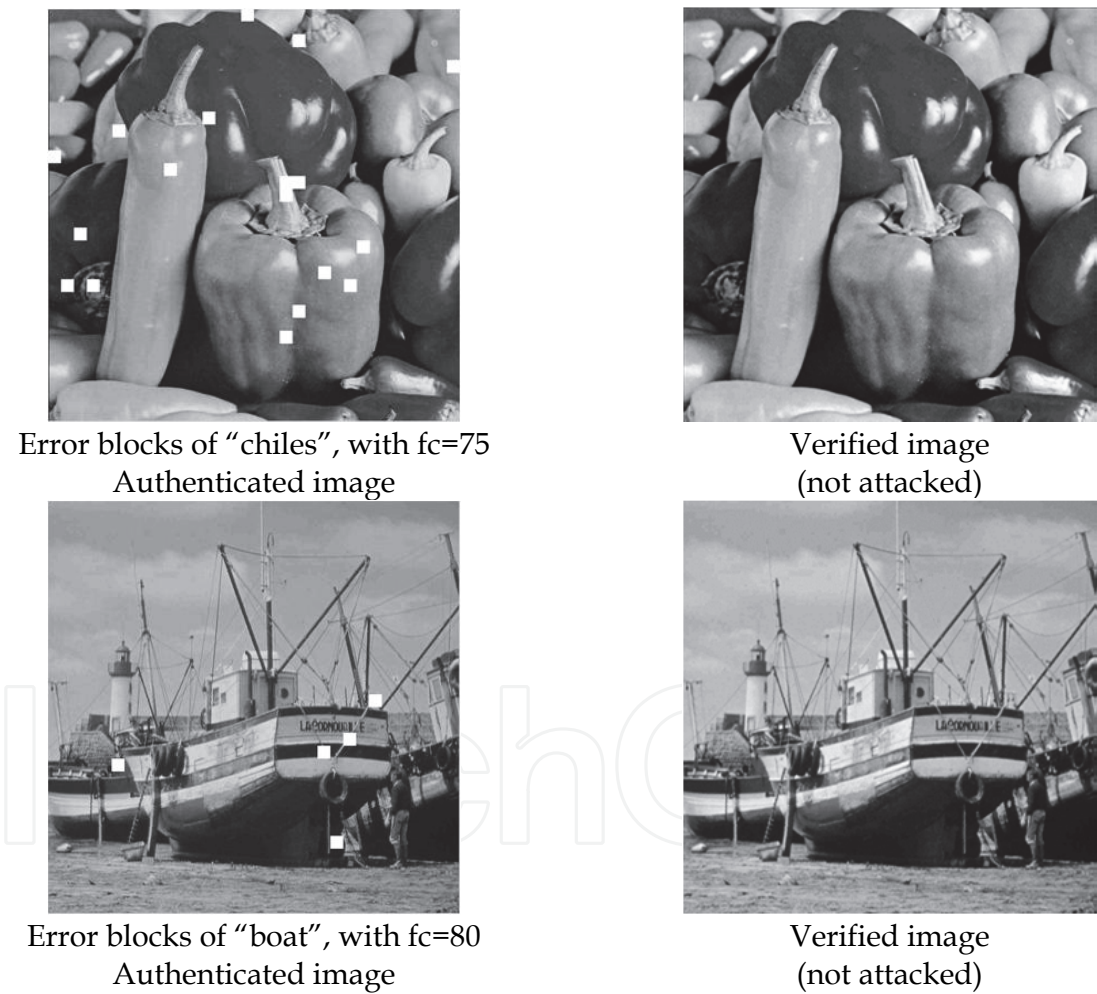 Error blocks of “chiles”, with fc=75
Authenticated image
Verified image
(not attacked)
Error blocks of “boat”, with fc=80
Authenticated image
Verified image
(not attacked)